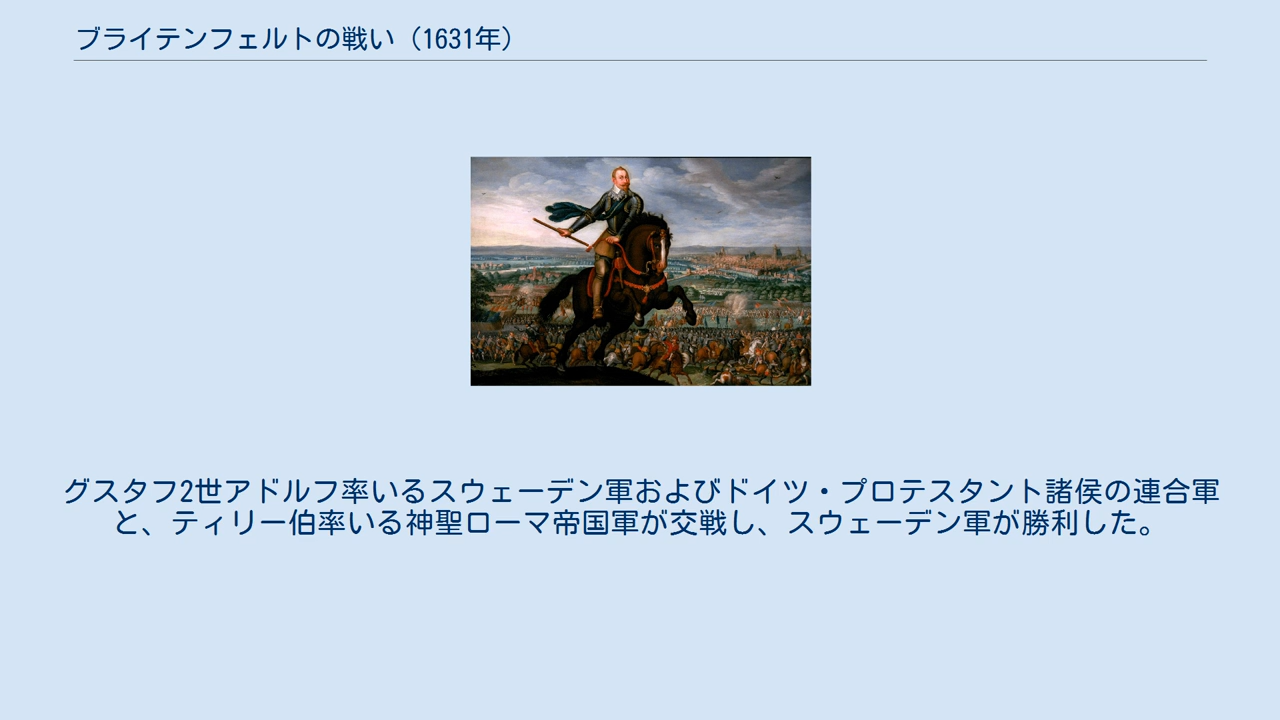 ブライテンフェルトの戦い（1631年）
グスタフ2世アドルフ率いるスウェーデン軍およびドイツ・プロテスタント諸侯の連合軍
と、ティリー伯率いる神聖ローマ帝国軍が交戦し、スウェーデン軍が勝利した。